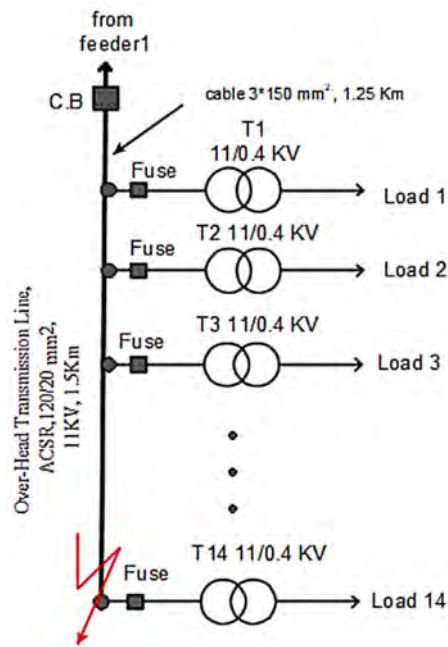 from
feeder1
C.B
cable 3*150 mm², 1.25 Km
T1
11/0.4 KV
Fuse
Load 1
T2 11/0.4 KV
Fuse
Load 2
T3 11/0.4 KV
Fuse
Load 3
Over-Head Transmission Line,
ACSR,120/20 mm2,
11KV, 1.5Km
T14 11/0.4 KV
Fuse
Load 14